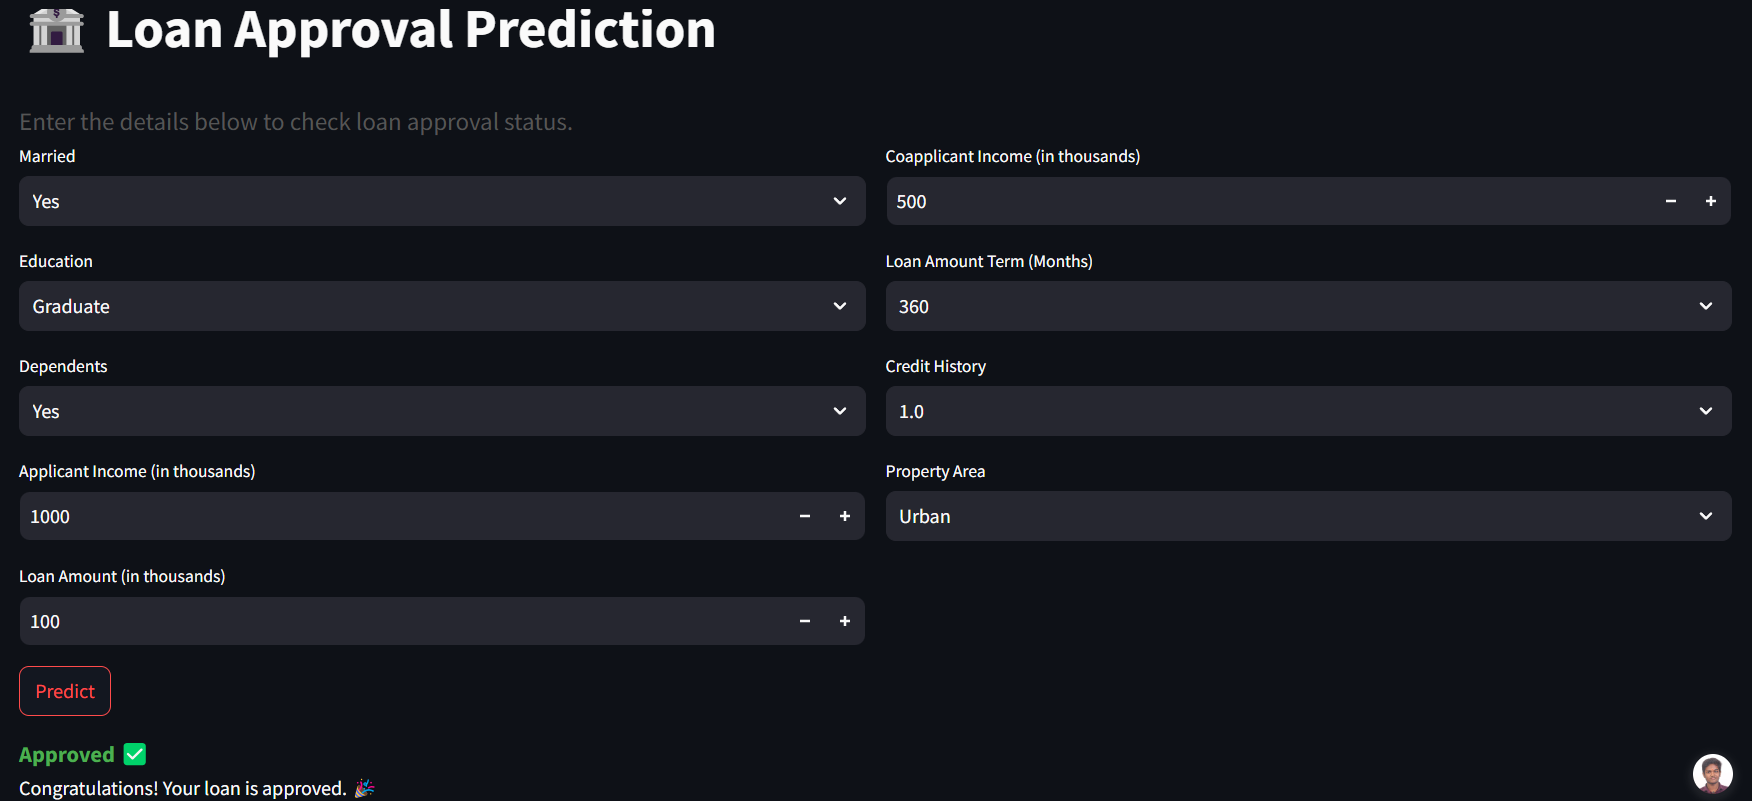 Loan Approval Prediction
Enter the details below to check loan approval status.
Married
Yes
Education
Graduate
Dependents
Yes
Applicant Income (in thousands)
1000
Loan Amount (in thousands)
100
Coapplicant Income (in thousands)
500
Loan Amount Term (Months)
360
Credit History
1.0
Property Area
Urban
Predict
Approved
Congratulations! Your loan is approved.